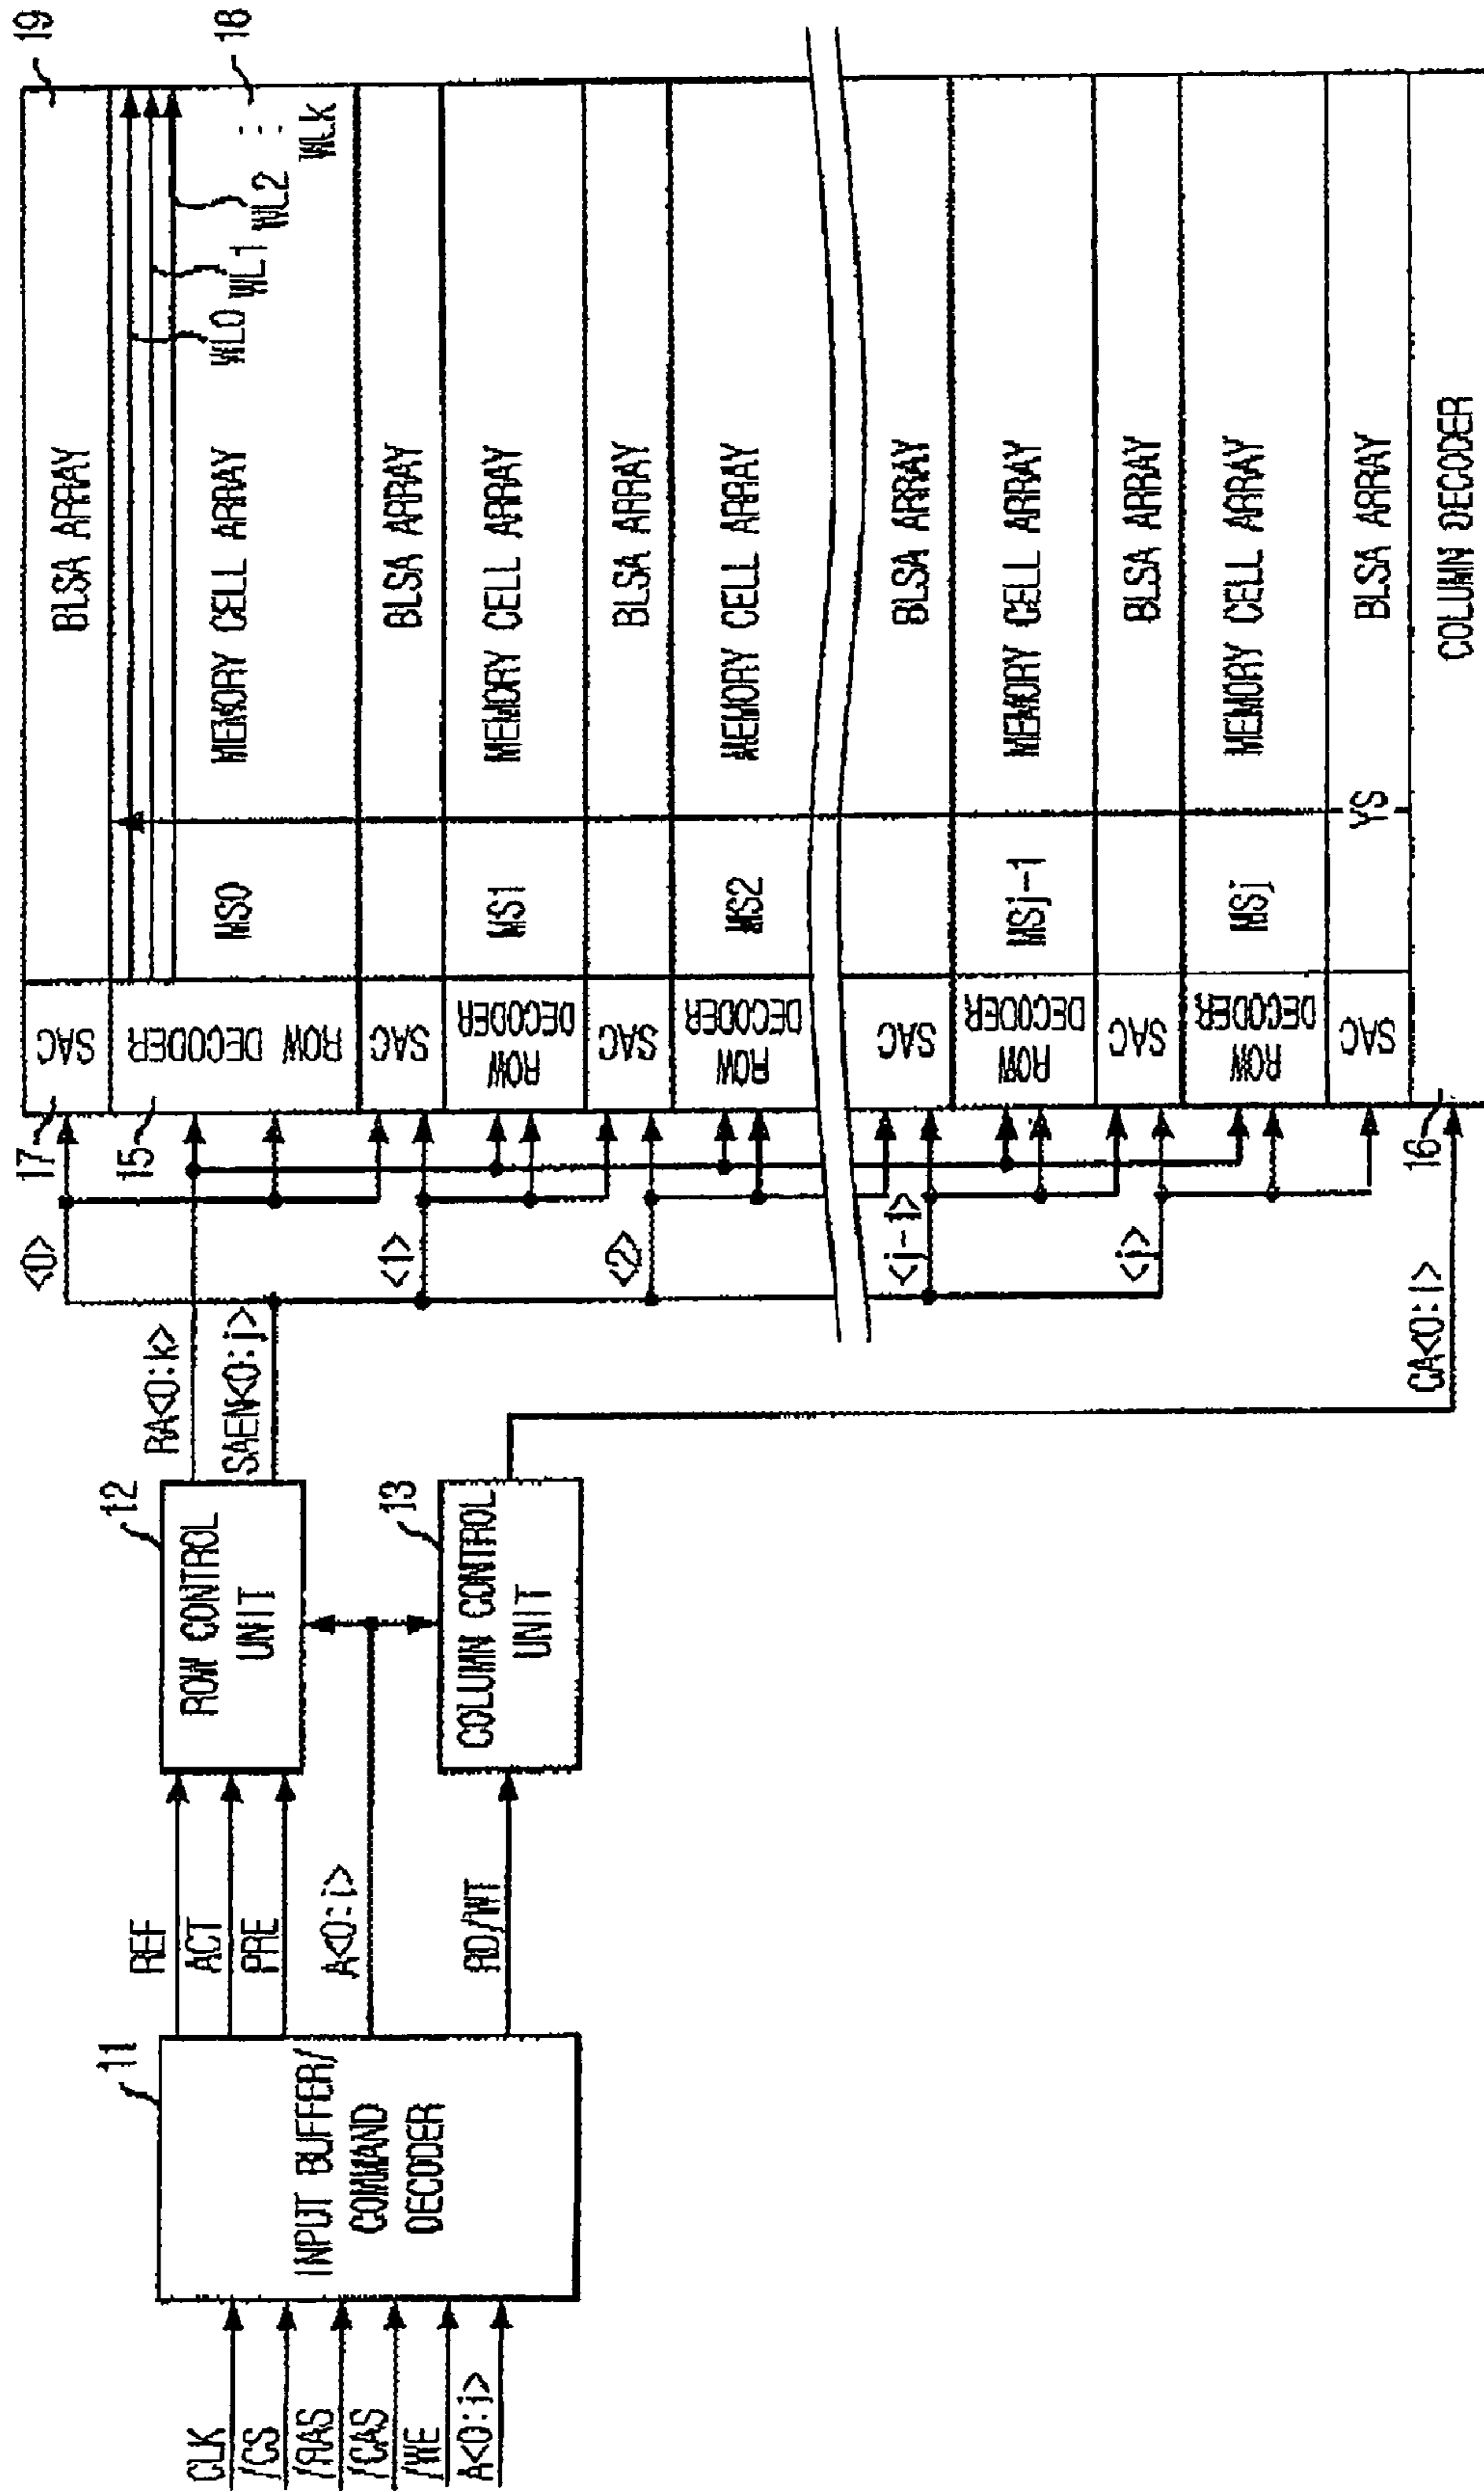 CLK
/CS
/RAS
/CAS
/WE
A<0:i>
11
INPUT BUFFER/
COMMAND
DECODER
REF
ACT
PRE
A<0:i>
RD/WT
12
ROW CONTROL
UNIT
13
COLUMN CONTROL
UNIT
RA<0:k>
SAEN<0:j>
CA<0:i>
<0>
<1>
<2>
<j-1>
<j>
17
15
16
SAC
BLSA ARRAY
19
ROW DECODER
MS0
MEMORY CELL ARRAY
WL0
WL1
WL2
WLk
18
SAC
BLSA ARRAY
ROW
DECODER
MS1
MEMORY CELL ARRAY
SAC
BLSA ARRAY
ROW
DECODER
MS2
MEMORY CELL ARRAY
SAC
BLSA ARRAY
ROW
DECODER
MSj-1
MEMORY CELL ARRAY
SAC
BLSA ARRAY
ROW
DECODER
MSj
MEMORY CELL ARRAY
SAC
YS
BLSA ARRAY
COLUMN DECODER